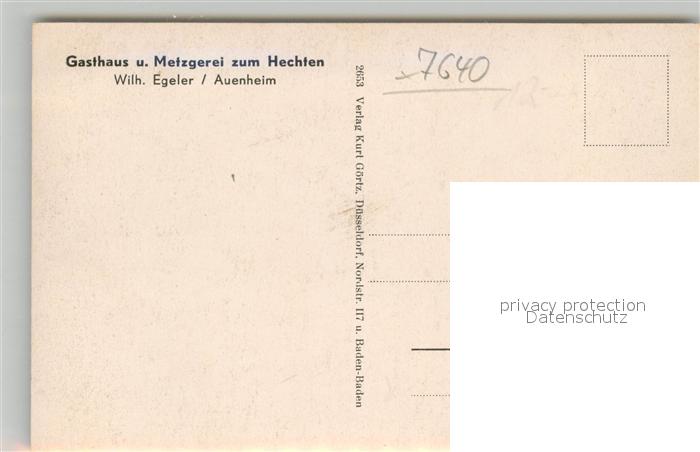 Gasthaus u. Metzgerei zum Hechten
Wilh. Egeler / Auenheim
2653 Verlag Kurt Görtz, Düsseldorf, Nordstr. 117 u. Baden-Baden
7640
privacy protection
Datenschutz